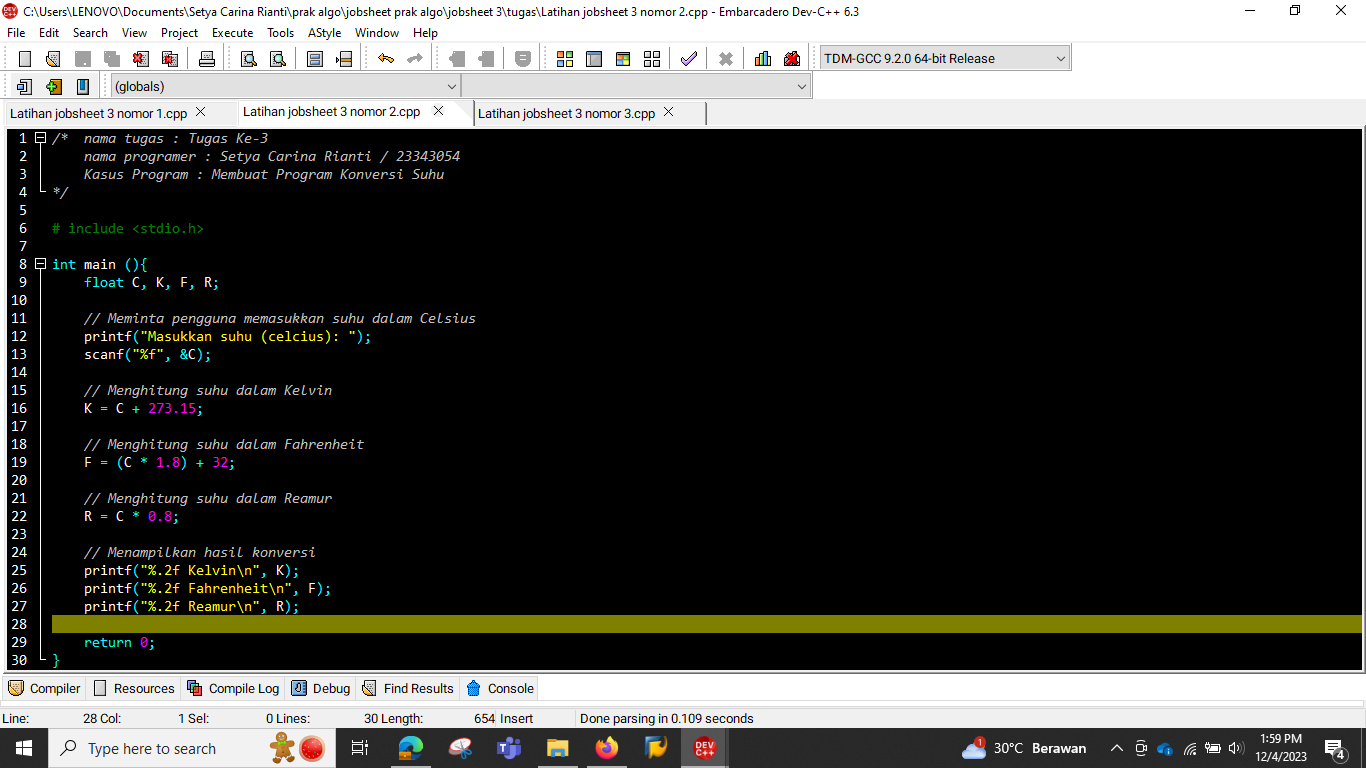 C:\Users\LENOVO\Documents\Setya Carina Rianti\prak algo\jobsheet prak algo\jobsheet 3\tugas\Latihan jobsheet 3 nomor 2.cpp - Embarcadero Dev-C++ 6.3
File Edit Search View Project Execute Tools AStyle Window Help
TDM-GCC 9.2.0 64-bit Release
(globals)
Latihan jobsheet 3 nomor 1.cpp Latihan jobsheet 3 nomor 2.cpp Latihan jobsheet 3 nomor 3.cpp
1 /* nama tugas : Tugas Ke-3
2 nama programer : Setya Carina Rianti / 23343054
3 Kasus Program : Membuat Program Konversi Suhu
4 */
5
6 # include <stdio.h>
7
8 int main (){
9 float C, K, F, R;
10
11 // Meminta pengguna memasukkan suhu dalam Celsius
12 printf("Masukkan suhu (celcius): ");
13 scanf("%f", &C);
14
15 // Menghitung suhu dalam Kelvin
16 K = C + 273.15;
17
18 // Menghitung suhu dalam Fahrenheit
19 F = (C * 1.8) + 32;
20
21 // Menghitung suhu dalam Reamur
22 R = C * 0.8;
23
24 // Menampilkan hasil konversi
25 printf("%.2f Kelvin\n", K);
26 printf("%.2f Fahrenheit\n", F);
27 printf("%.2f Reamur\n", R);
28
29 return 0;
30 }
Compiler Resources Compile Log Debug Find Results Console
Line: 28 Col: 1 Sel: 0 Lines: 30 Length: 654 Insert Done parsing in 0.109 seconds
Type here to search DEV C++ 1 30°C Berawan 1:59 PM
12/4/2023 4